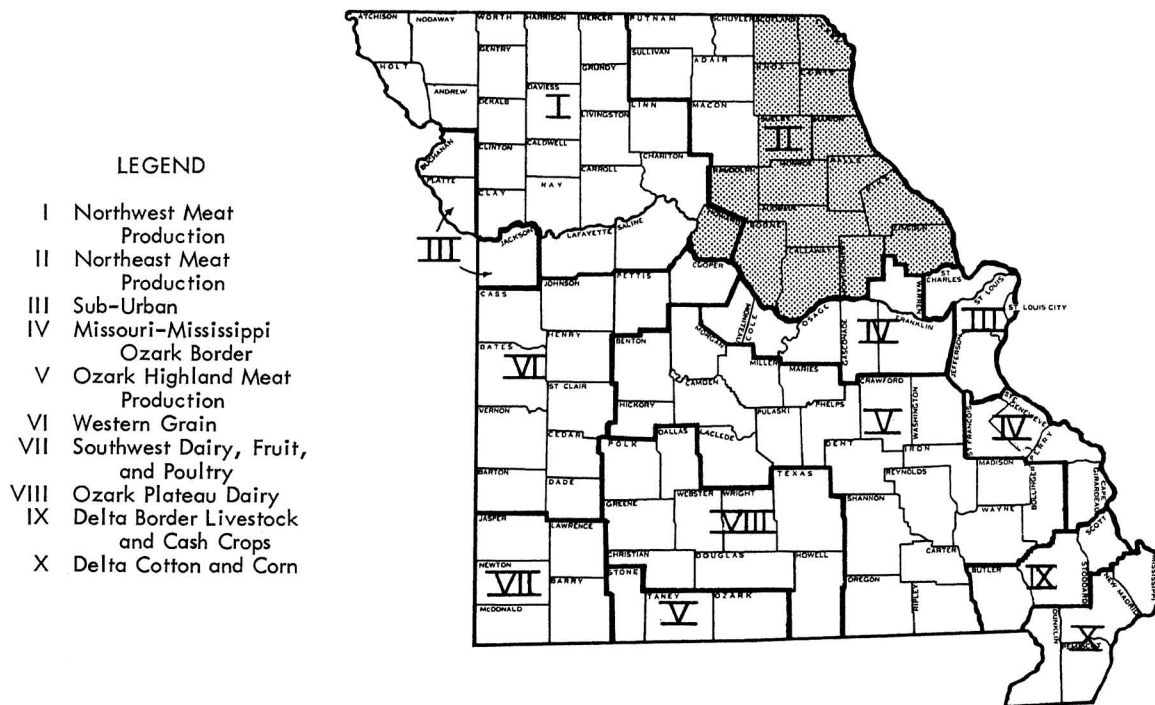 LEGEND
I Northwest Meat
Production
II Northeast Meat
Production
III Sub-Urban
IV Missouri-Mississippi
Ozark Border
V Ozark Highland Meat
Production
VI Western Grain
VII Southwest Dairy, Fruit,
and Poultry
VIII Ozark Plateau Dairy
IX Delta Border Livestock
and Cash Crops
X Delta Cotton and Corn
ATCHISON
NODAWAY
WORTH
HARRISON
MERCER
PUTNAM
SCHUYLER
SCOTLAND
GENTRY
SULLIVAN
ADAIR
KNOX
HOLT
ANDREW
DEKALB
DAVIESS
GRUNDY
I
LINN
MACON
LIVINGSTON
II
BUCHANAN
CLINTON
CALDWELL
CHARITON
MONROE
PLATTE
CLAY
RAY
CARROLL
III
JACKSON
LAFAYETTE
SALINE
BOONE
CALLAWAY
COOPER
WARREN
ST CHARLES
ST LOUIS
ST LOUIS CITY
III
CASS
JOHNSON
PETTIS
MONITEAU
COLE
OSAGE
GASCONADE
IV
FRANKLIN
JEFFERSON
BATES
VI
HENRY
BENTON
MORGAN
MILLER
MARIES
ST CLAIR
CAMDEN
CRAWFORD
WASHINGTON
VERNON
HICKORY
PULASKI
PHELPS
V
ST FRANCOIS
STE GENEVIEVE
IV
PERRY
CEDAR
POLK
DALLAS
LACLEDE
DENT
IRON
BARTON
DADE
TEXAS
REYNOLDS
MADISON
BOLLINGER
CAPE GIRARDEAU
GREENE
WEBSTER
WRIGHT
SHANNON
WAYNE
JASPER
LAWRENCE
VIII
SCOTT
CHRISTIAN
DOUGLAS
HOWELL
CARTER
BUTLER
IX
STODDARD
MISSISSIPPI
NEWTON
VII
BARRY
STONE
TANEY
V
OZARK
OREGON
RIPLEY
NEW MADRID
McDONALD
DUNKLIN
X